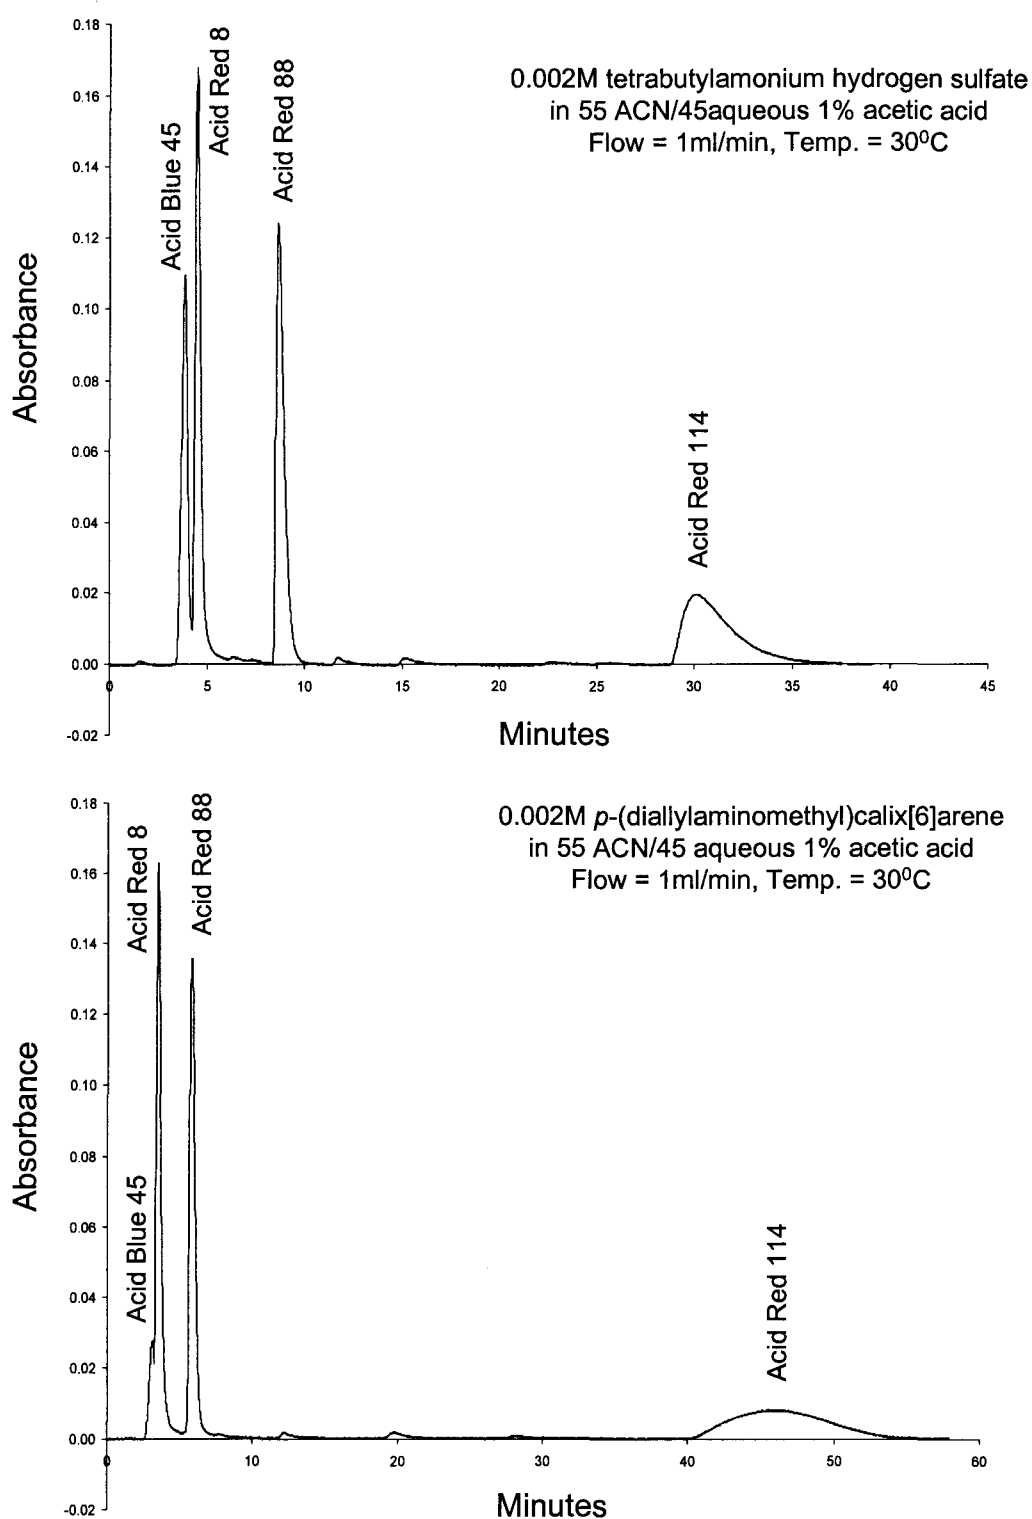 0.18
0.16
0.14
0.12
0.10
0.08
0.06
0.04
0.02
0.00
-0.02
Absorbance
Acid Blue 45
Acid Red 8
Acid Red 88
Acid Red 114
0.002M tetrabutylamonium hydrogen sulfate
in 55 ACN/45aqueous 1% acetic acid
Flow = 1ml/min, Temp. = 30⁰C
0 5 10 15 20 25 30 35 40 45
Minutes
0.18
0.16
0.14
0.12
0.10
0.08
0.06
0.04
0.02
0.00
-0.02
Absorbance
Acid Blue 45
Acid Red 8
Acid Red 88
Acid Red 114
0.002M p-(diallylaminomethyl)calix[6]arene
in 55 ACN/45 aqueous 1% acetic acid
Flow = 1ml/min, Temp. = 30⁰C
0 10 20 30 40 50 60
Minutes